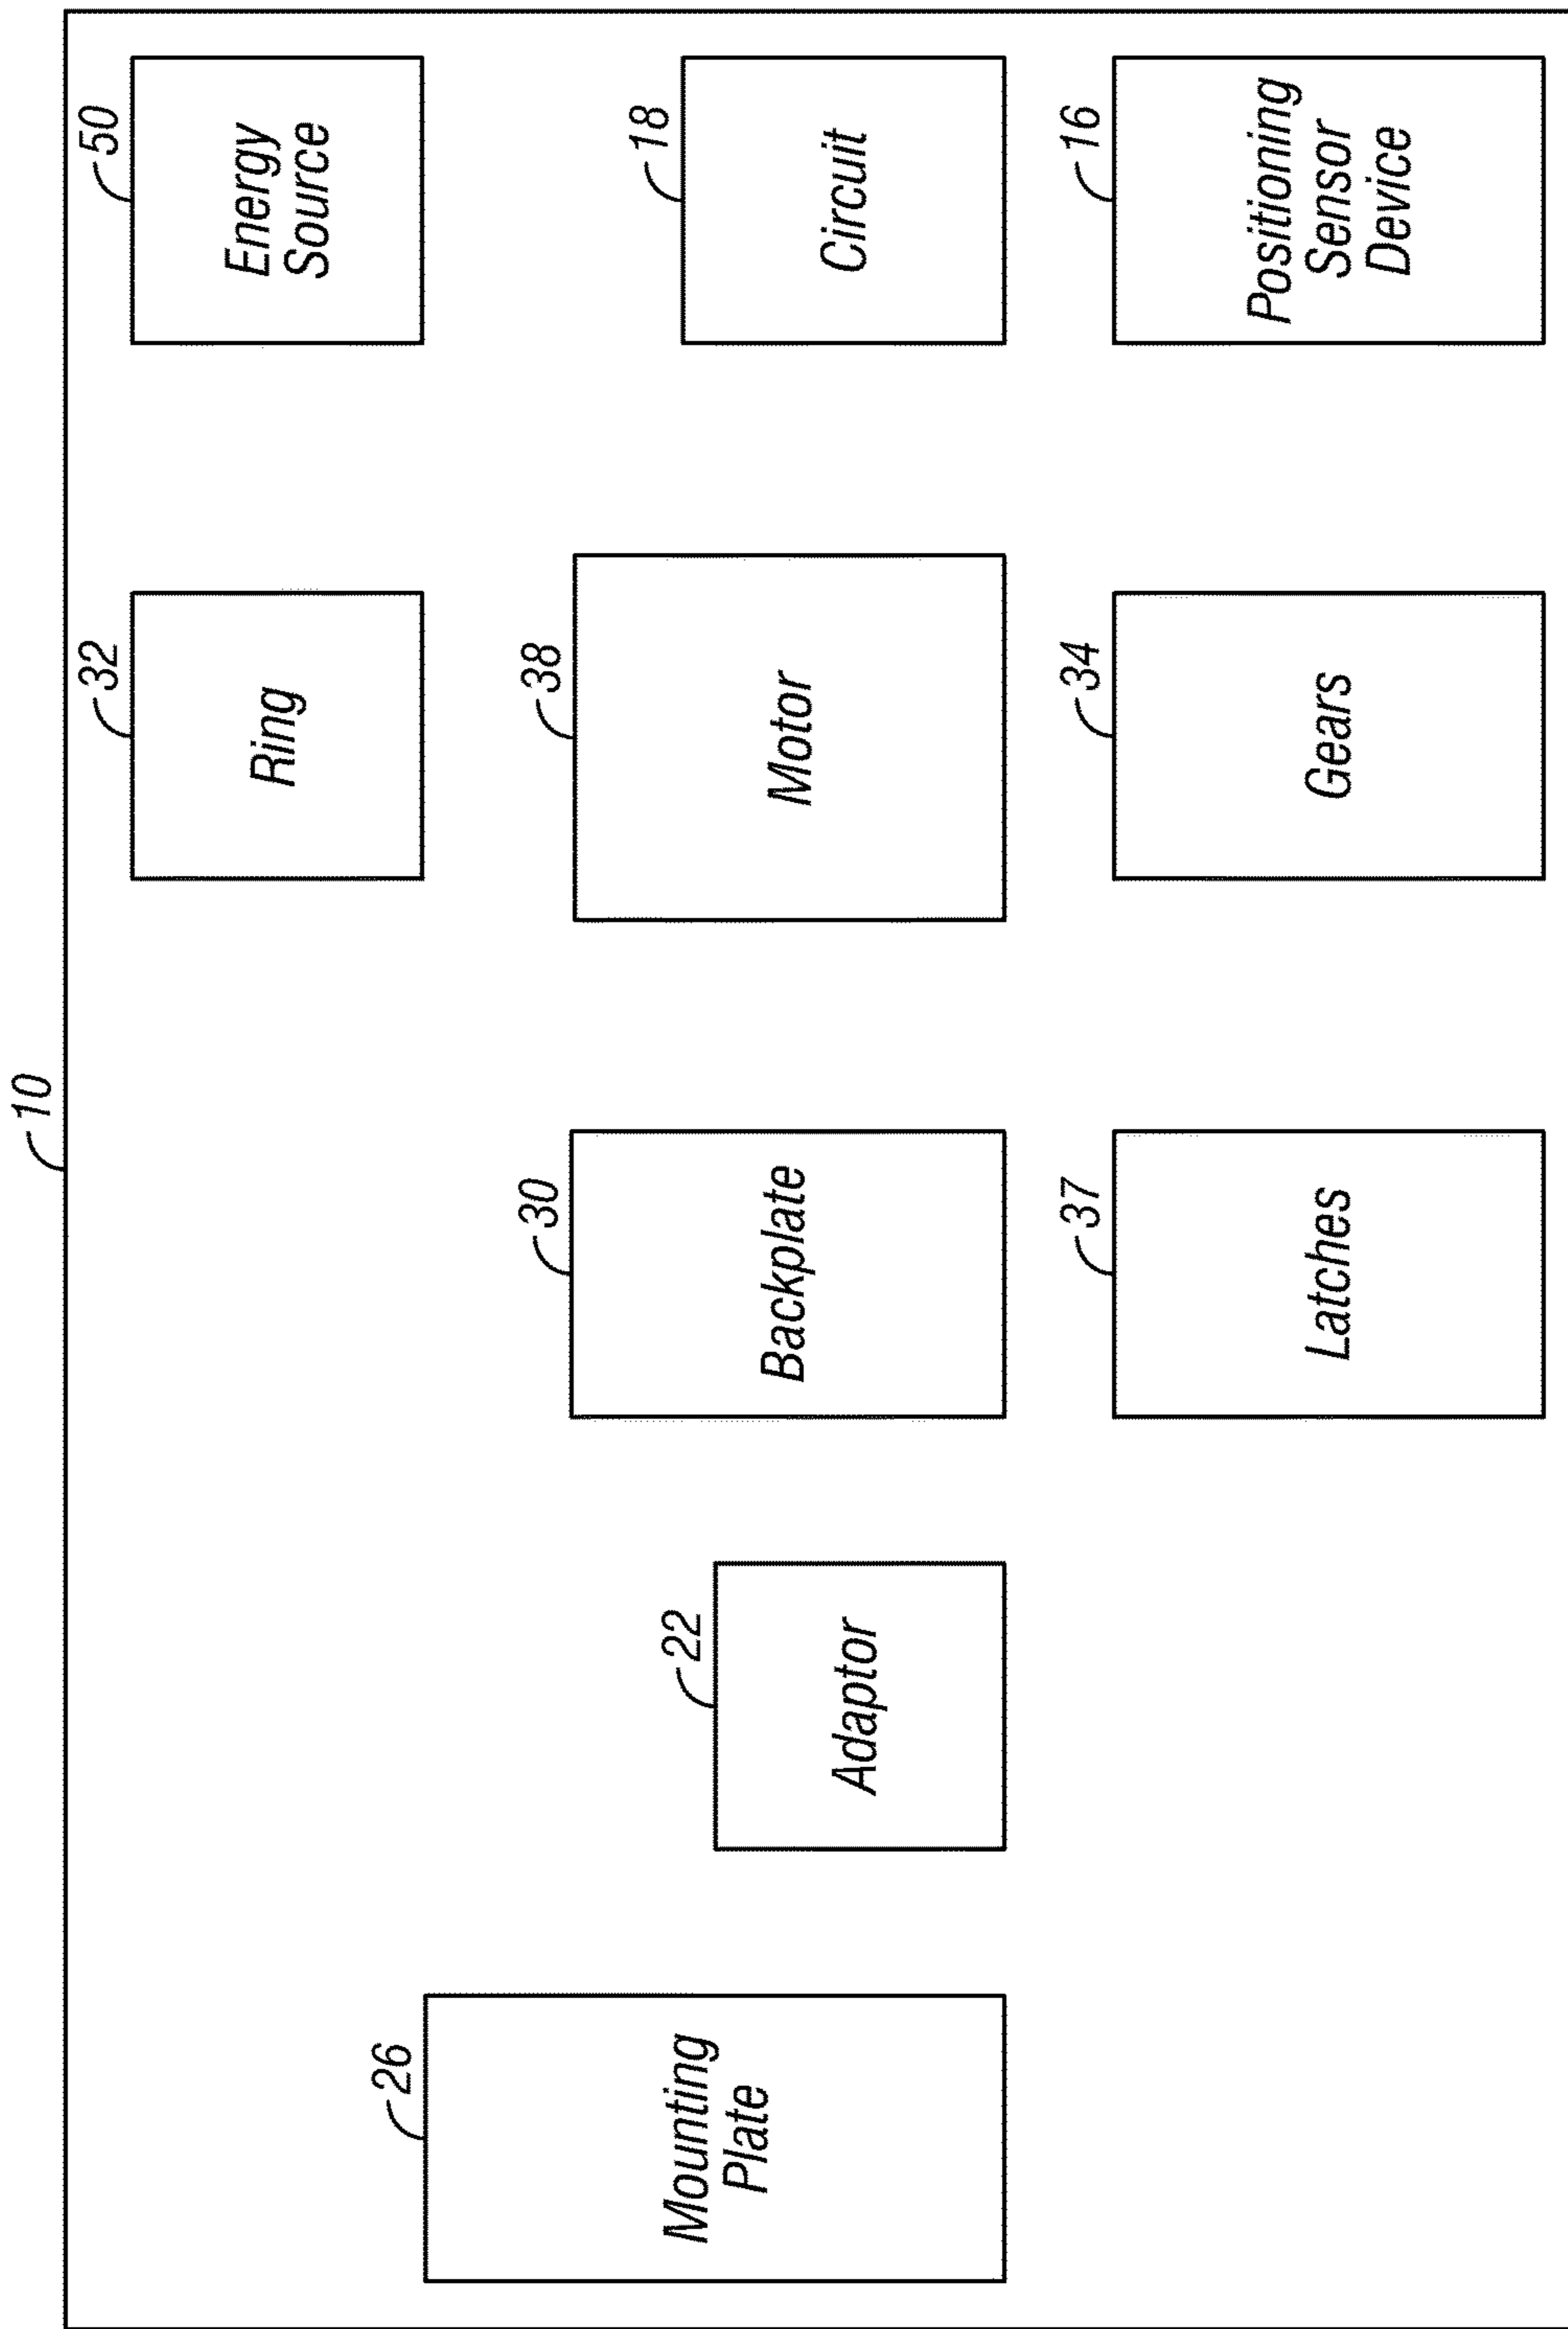 10
32
Ring
50
Energy
Source
26
Mounting
Plate
22
Adaptor
30
Backplate
38
Motor
18
Circuit
37
Latches
34
Gears
16
Positioning
Sensor
Device